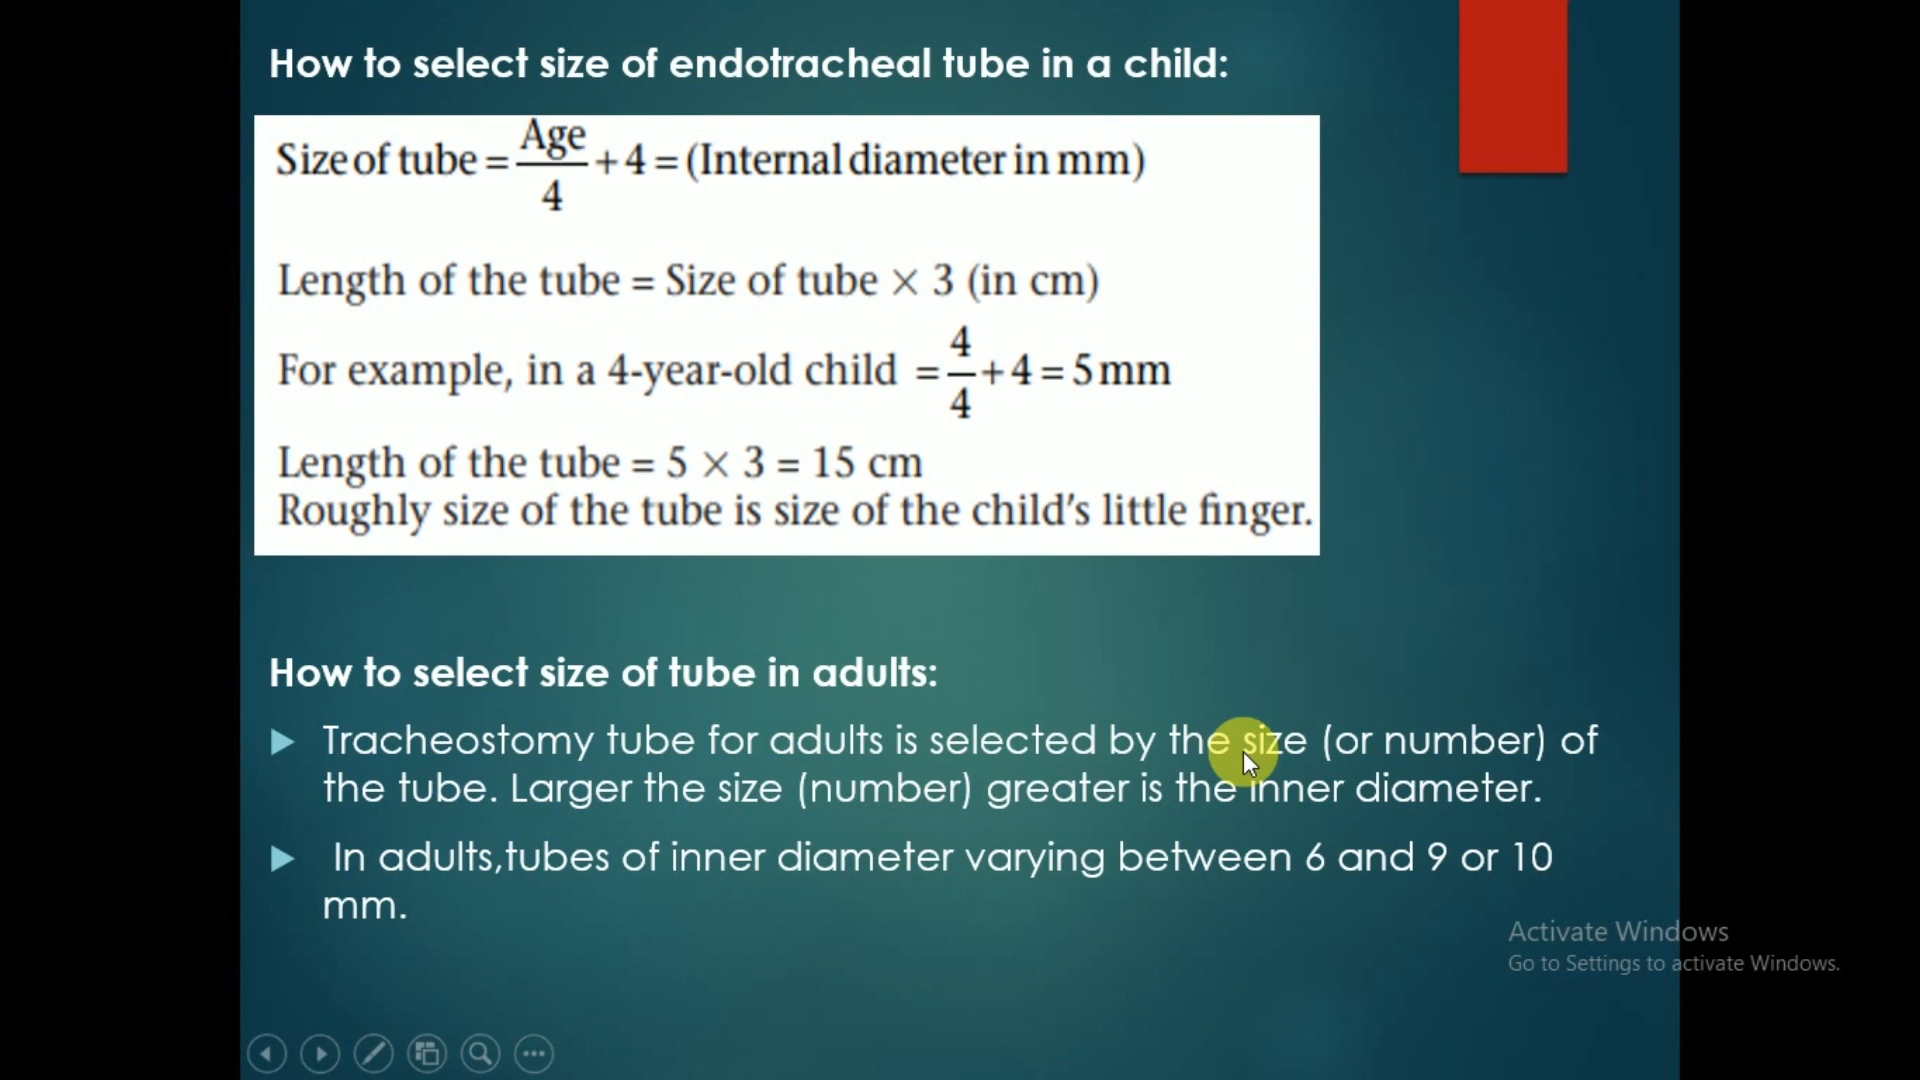 How to select size of endotracheal tube in a child:
Size of tube = Age/4 + 4 = (Internal diameter in mm)
Length of the tube = Size of tube × 3 (in cm)
For example, in a 4-year-old child = 4/4 + 4 = 5 mm
Length of the tube = 5 × 3 = 15 cm
Roughly size of the tube is size of the child's little finger.
How to select size of tube in adults:
Tracheostomy tube for adults is selected by the size (or number) of
the tube. Larger the size (number) greater is the inner diameter.
In adults,tubes of inner diameter varying between 6 and 9 or 10
mm.
Activate Windows
Go to Settings to activate Windows.